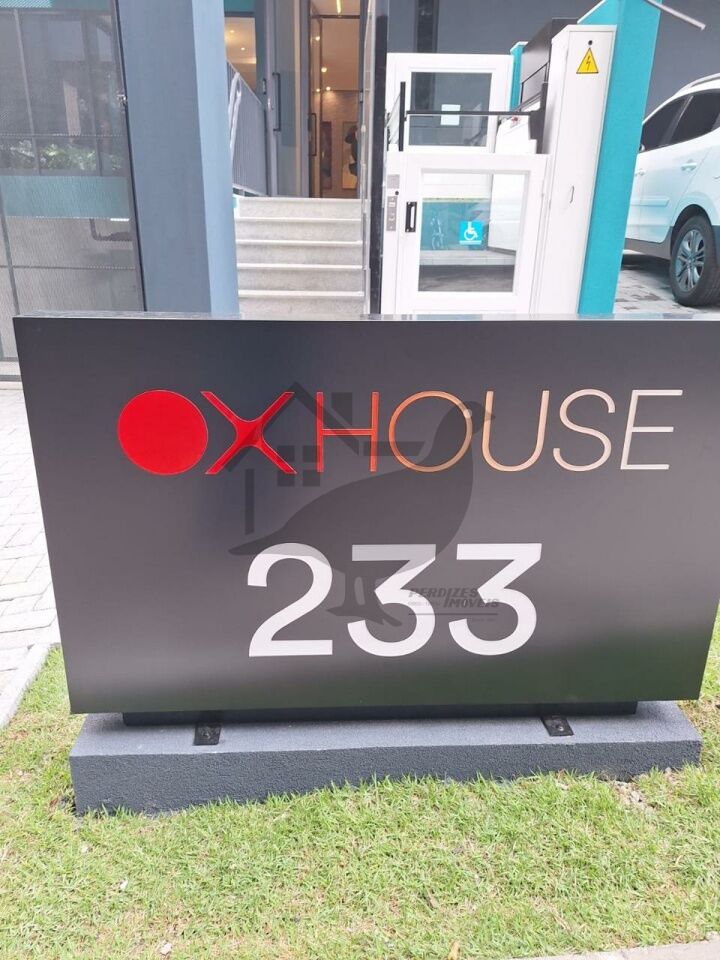 OXHOUSE
233
PERDIZES
IMÓVEIS